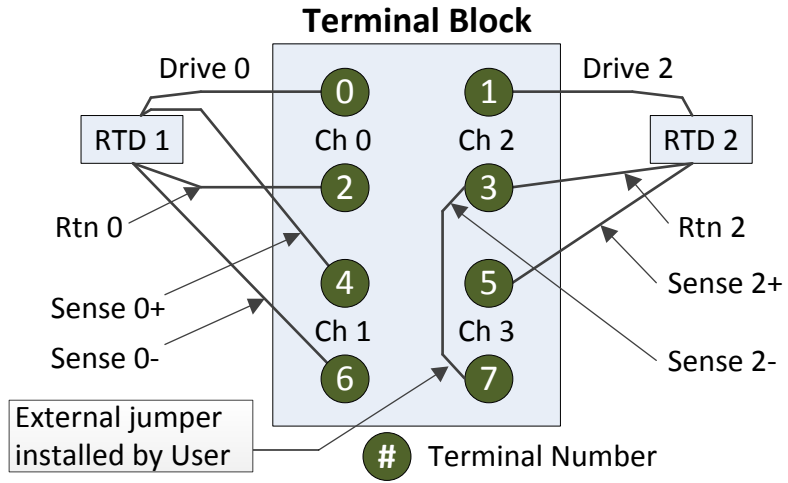 Terminal Block
Drive 0
Drive 2
0
1
RTD 1
Ch 0
Ch 2
RTD 2
2
3
Rtn 0
Rtn 2
4
5
Sense 0+
Sense 2+
Ch 1
Ch 3
Sense 0-
Sense 2-
6
7
External jumper
installed by User
# Terminal Number